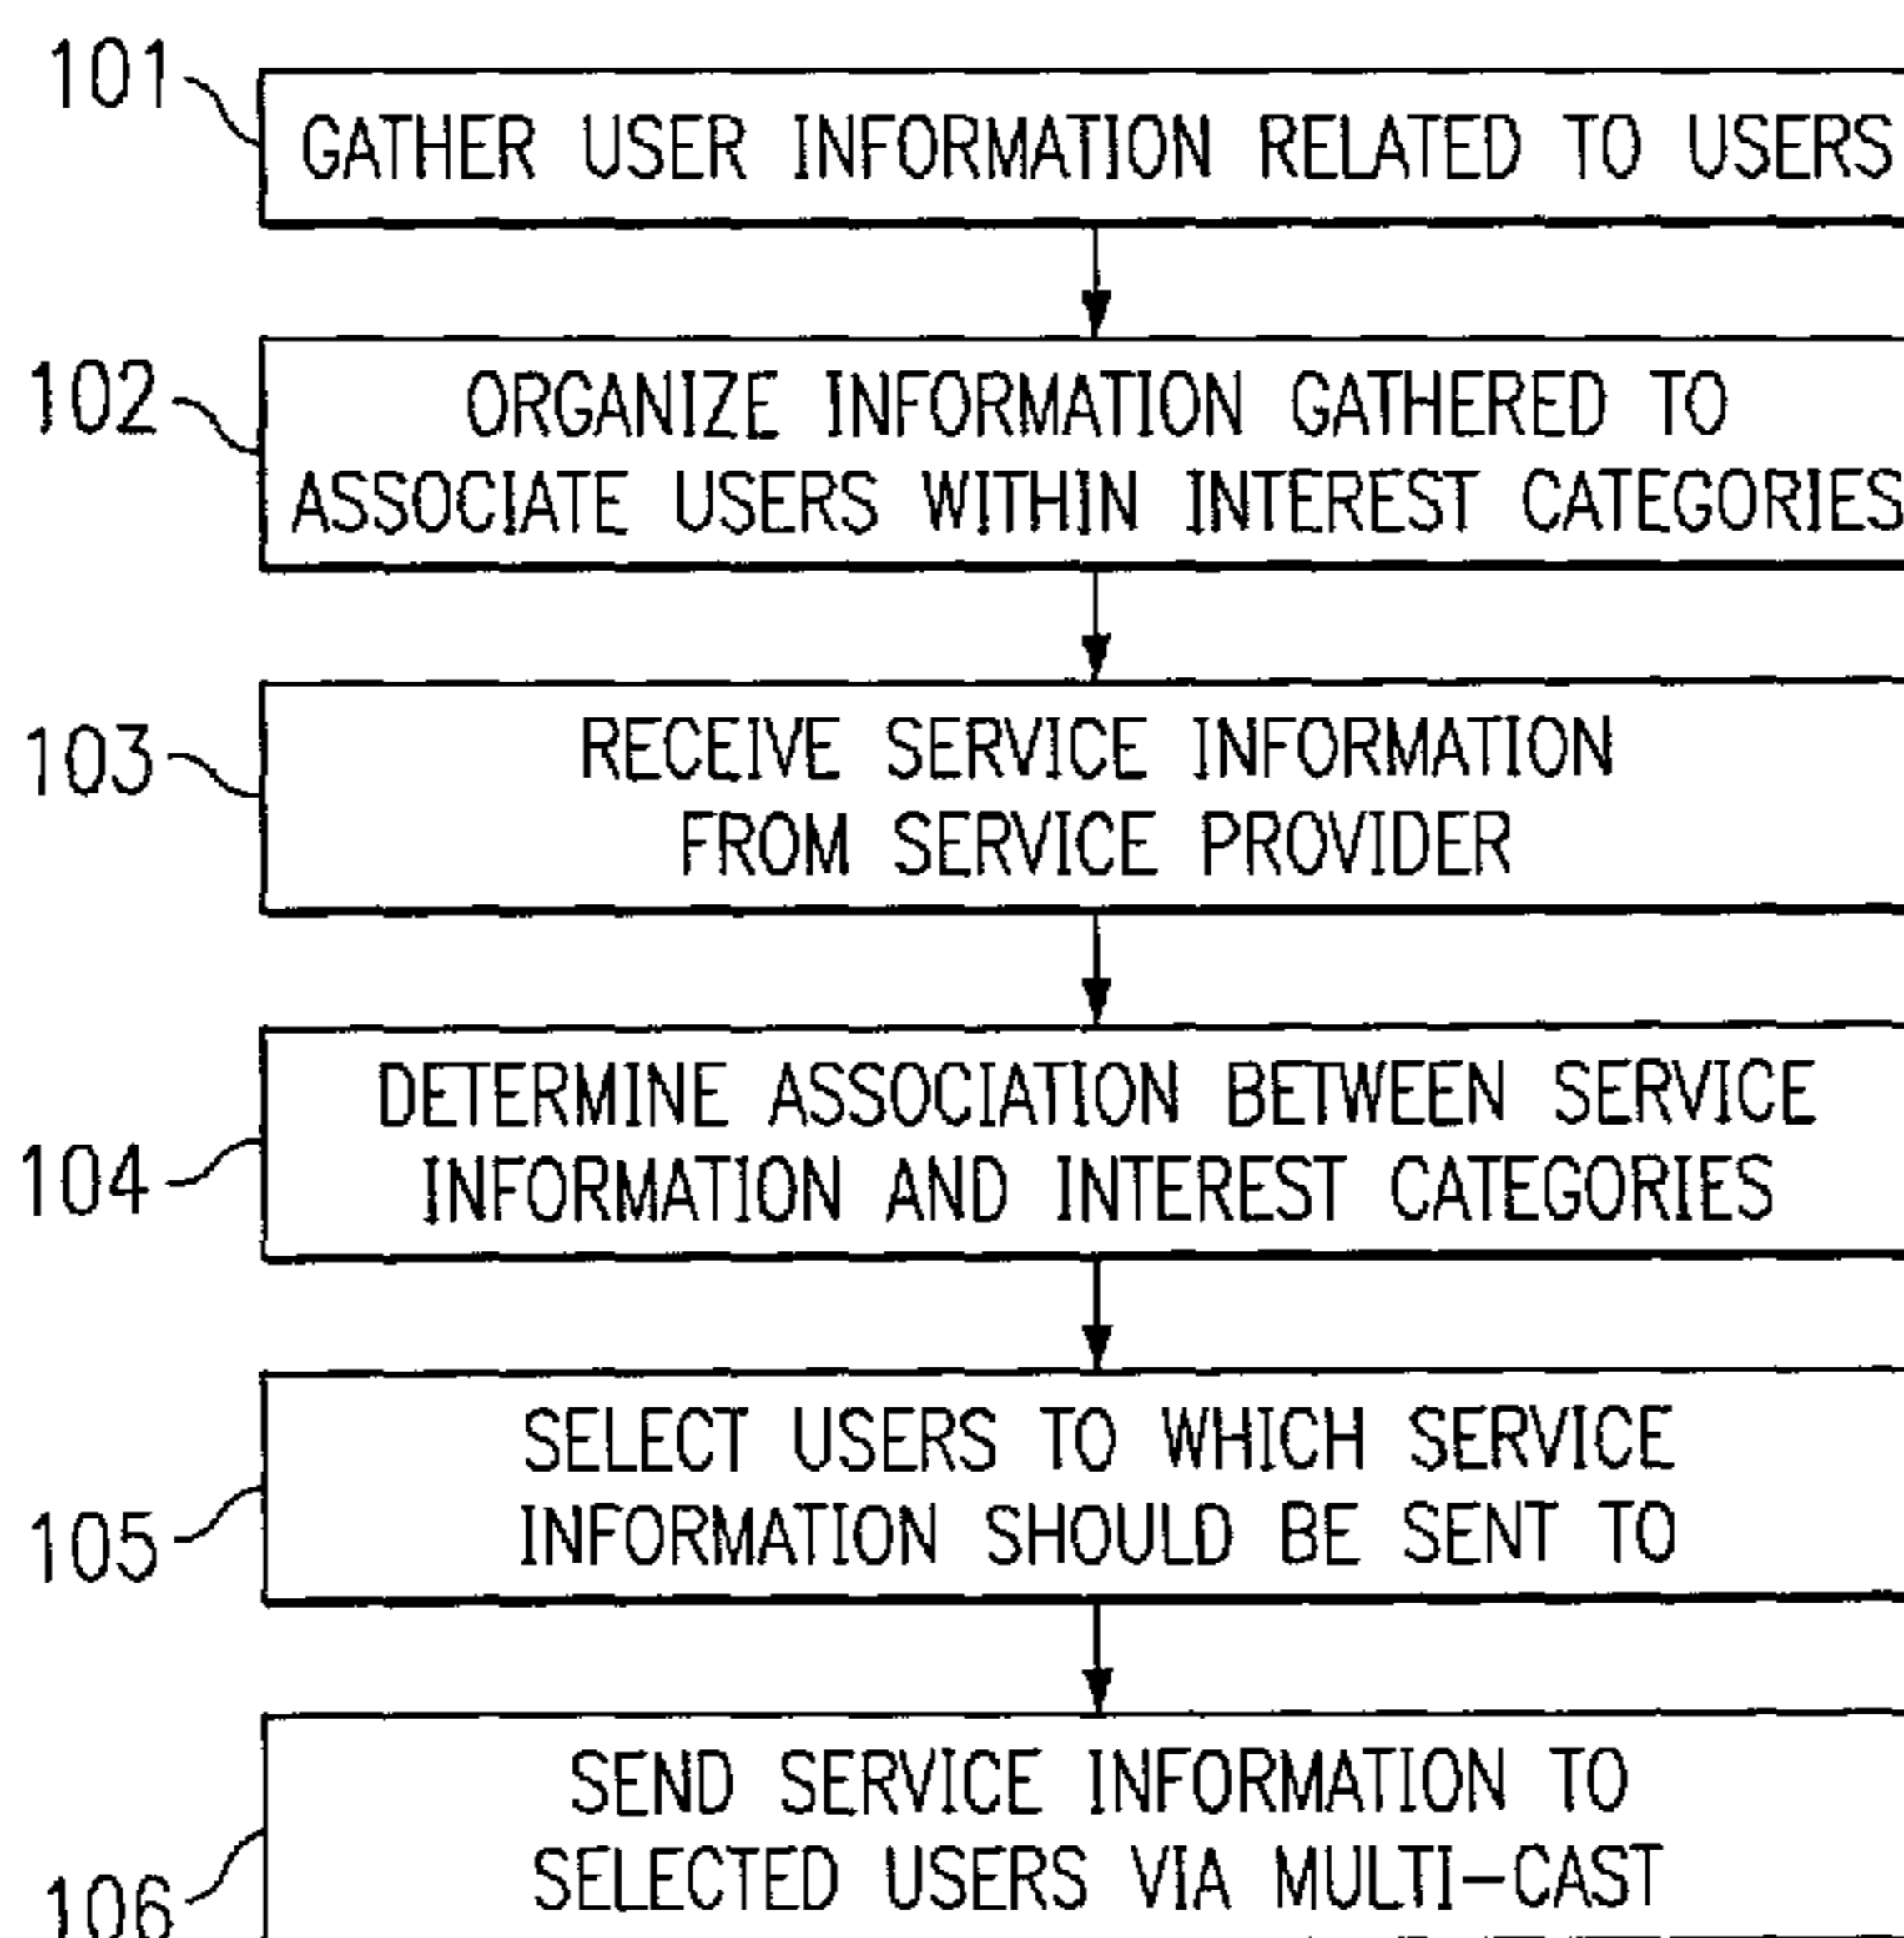 101
GATHER USER INFORMATION RELATED TO USERS
102
ORGANIZE INFORMATION GATHERED TO
ASSOCIATE USERS WITHIN INTEREST CATEGORIES
103
RECEIVE SERVICE INFORMATION
FROM SERVICE PROVIDER
104
DETERMINE ASSOCIATION BETWEEN SERVICE
INFORMATION AND INTEREST CATEGORIES
105
SELECT USERS TO WHICH SERVICE
INFORMATION SHOULD BE SENT TO
106
SEND SERVICE INFORMATION TO
SELECTED USERS VIA MULTI-CAST